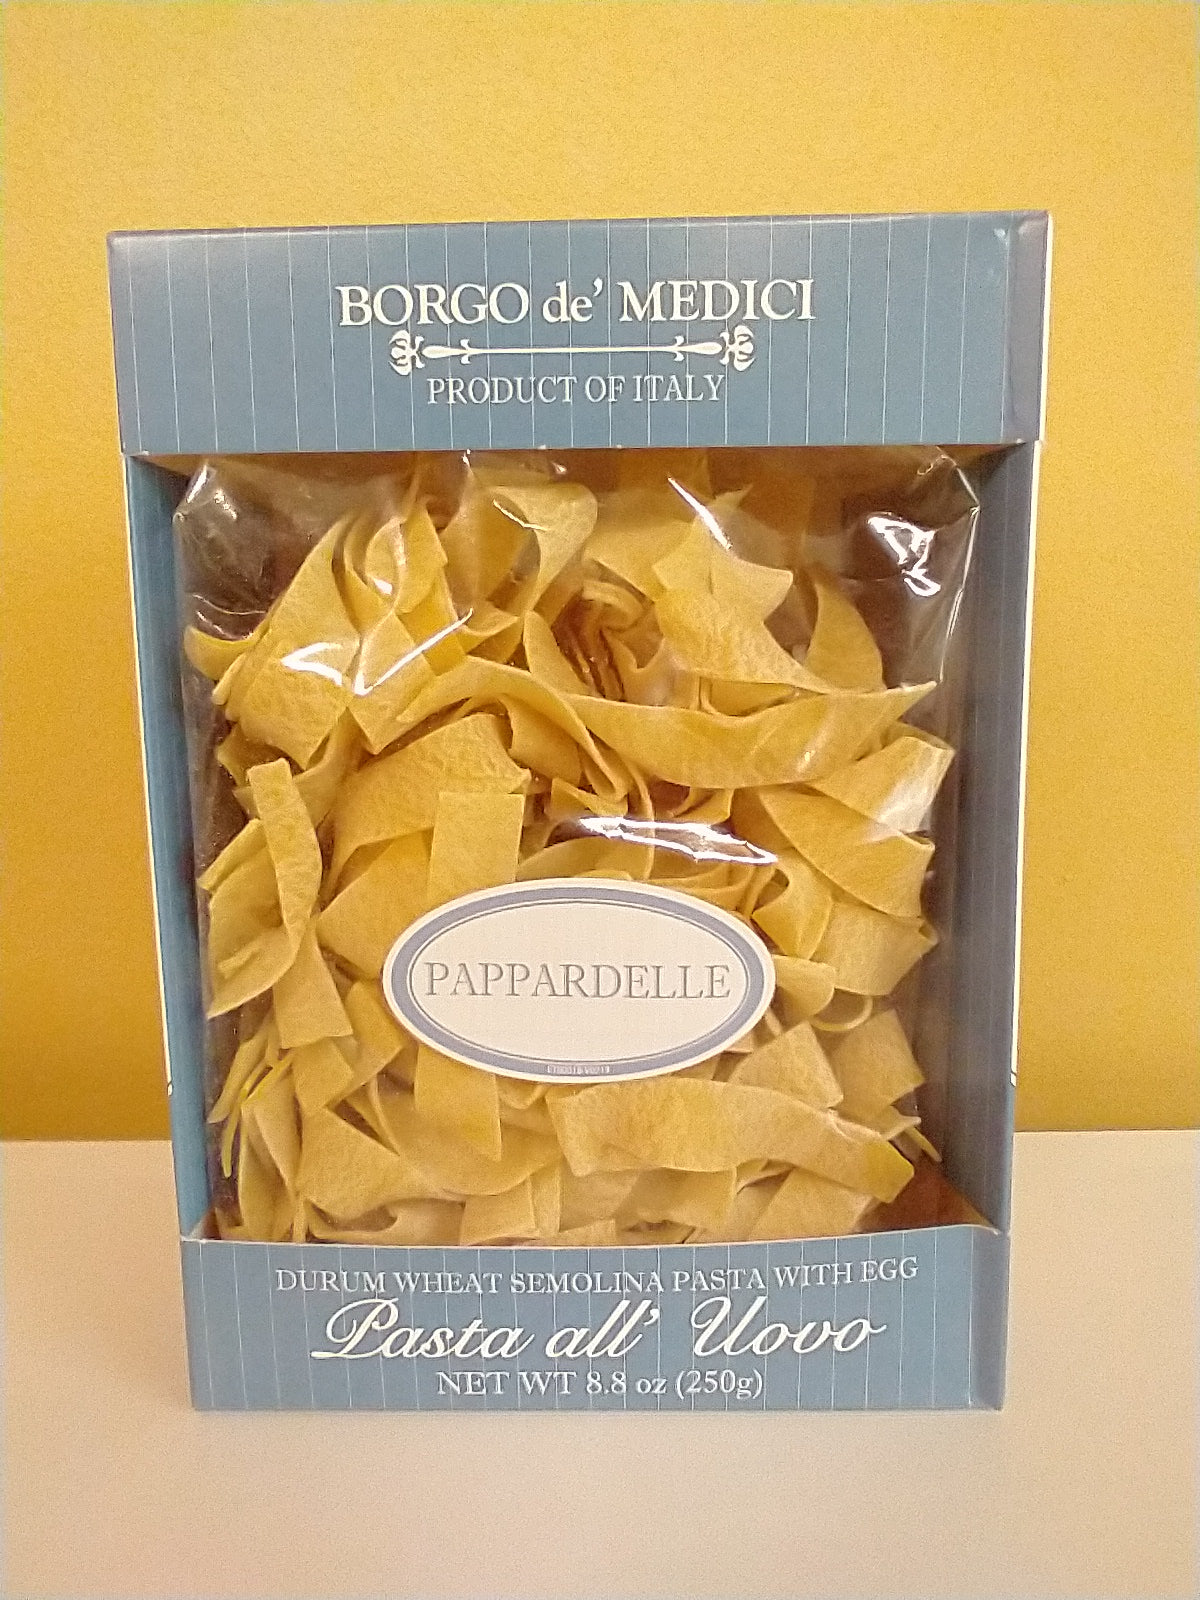 BORGO de' MEDICI
PRODUCT OF ITALY
PAPPARDELLE
DURUM WHEAT SEMOLINA PASTA WITH EGG
Pasta all' Uovo
NET WT 8.8 oz (250g)